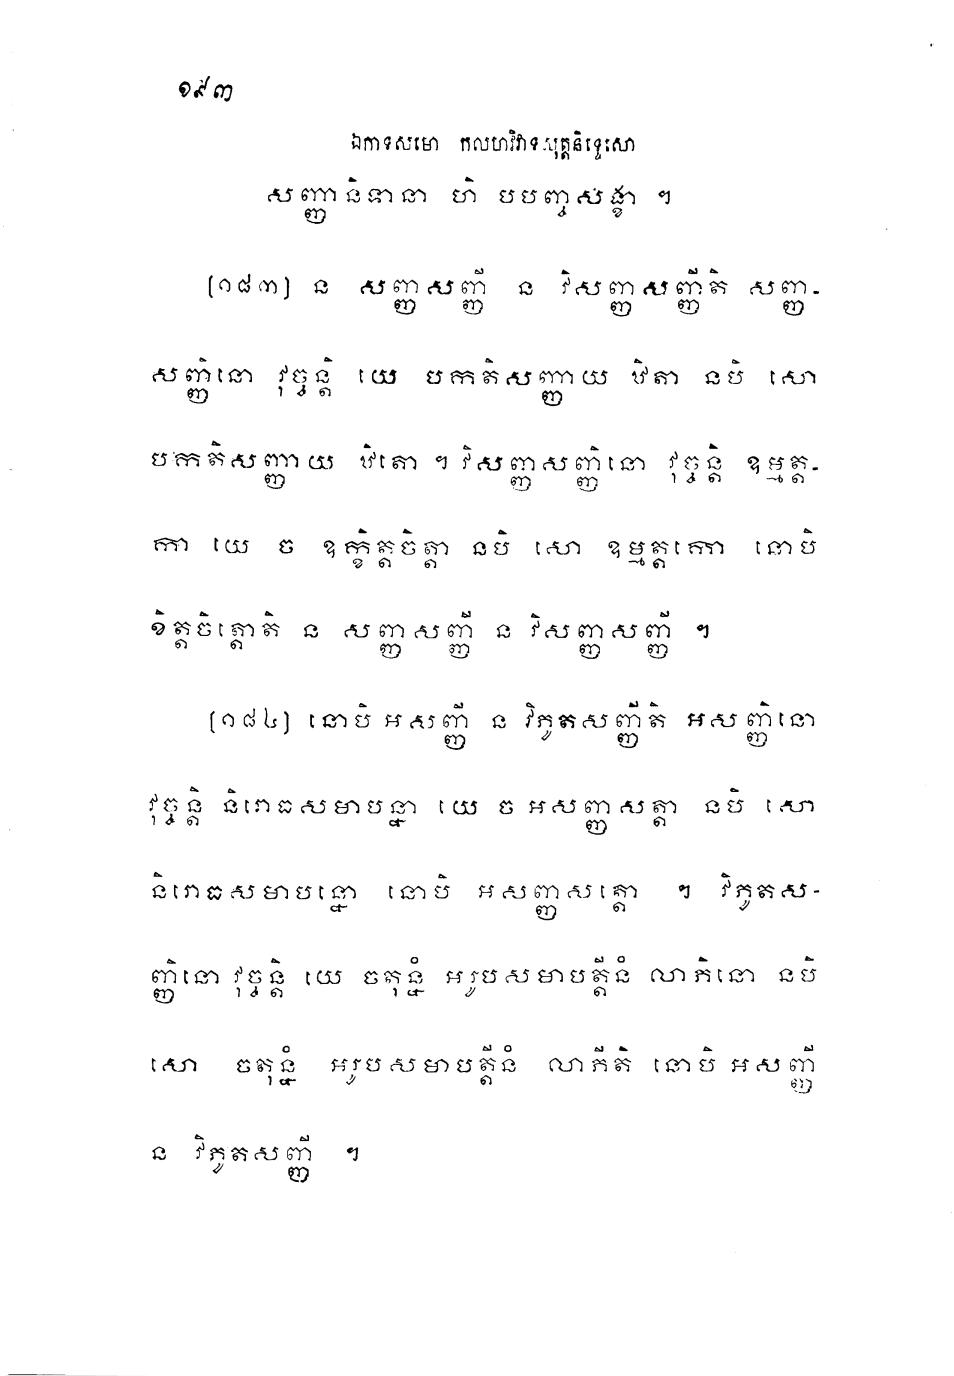 ១៩៣
ឯកាទសមោ កលហវិវាទសុត្តនិទ្ទេសោ
សញ្ញានិទានា ហិ បបញ្ចសង្ខា ។
[១៨៣] ន សញ្ញសញ្ញី ន វិសញ្ញសញ្ញីតិ សញ្ញ-
សញ្ញិនោ វុច្ចន្តិ យេ បកតិសញ្ញាយ ឋិតា នបិ សោ
បកតិសញ្ញាយ ឋិតោ ។ វិសញ្ញសញ្ញិនោ វុច្ចន្តិ ឧម្មត្ត-
កា យេ ច ឧក្ខិត្តចិត្តា នបិ សោ ឧម្មត្តកោ នោបិ
ខិត្តចិត្តោតិ ន សញ្ញសញ្ញី ន វិសញ្ញសញ្ញី ។
[១៨៤] នោបិ អសញ្ញី ន វិភូតសញ្ញីតិ អសញ្ញិនោ
វុច្ចន្តិ និរោធសមាបន្នា យេ ច អសញ្ញសត្តា នបិ សោ
និរោធសមាបន្នោ នោបិ អសញ្ញសត្តោ ។ វិភូតស-
ញ្ញិនោ វុច្ចន្តិ យេ ចតុន្នំ អរូបសមាបត្តីនំ លាភិនោ នបិ
សោ ចតុន្នំ អរូបសមាបត្តីនំ លាភីតិ នោបិ អសញ្ញី
ន វិភូតសញ្ញី ។